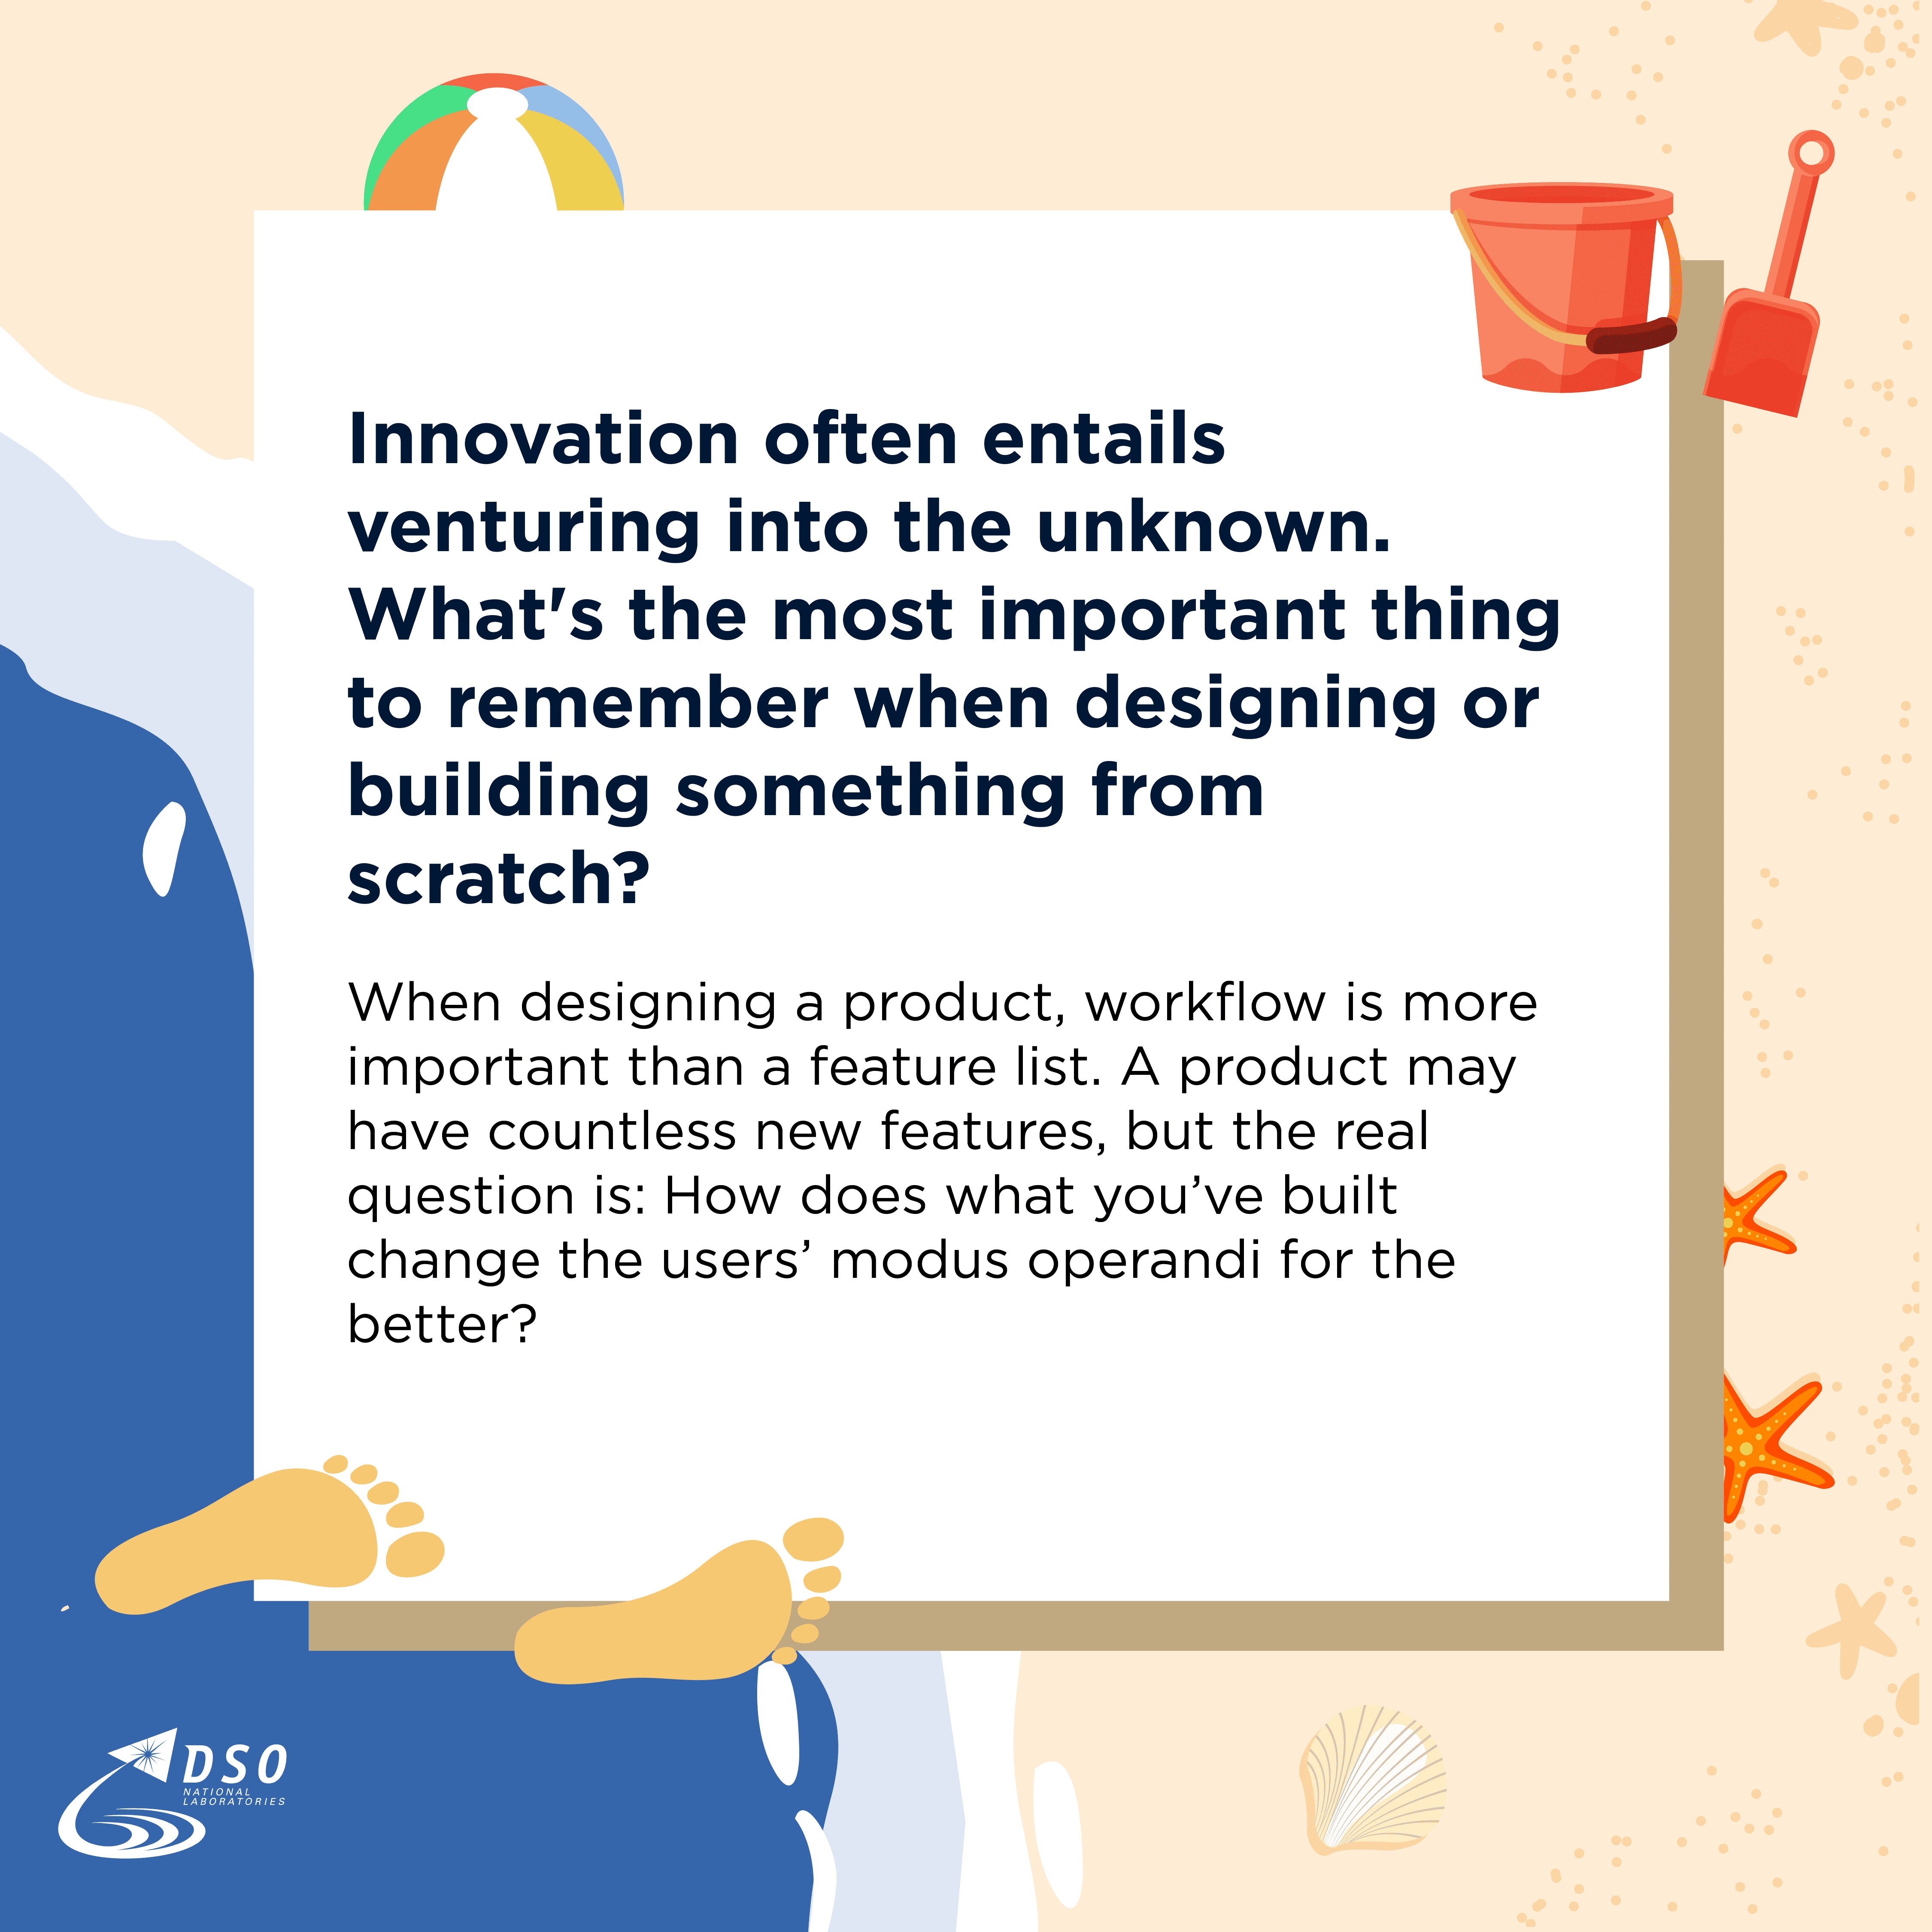 Innovation often entails
venturing into the unknown.
What's the most important thing
to remember when designing or
building something from
scratch?
When designing a product, workflow is more
important than a feature list. A product may
have countless new features, but the real
question is: How does what you’ve built
change the users’ modus operandi for the
better?
DSO
NATIONAL
LABORATORIES